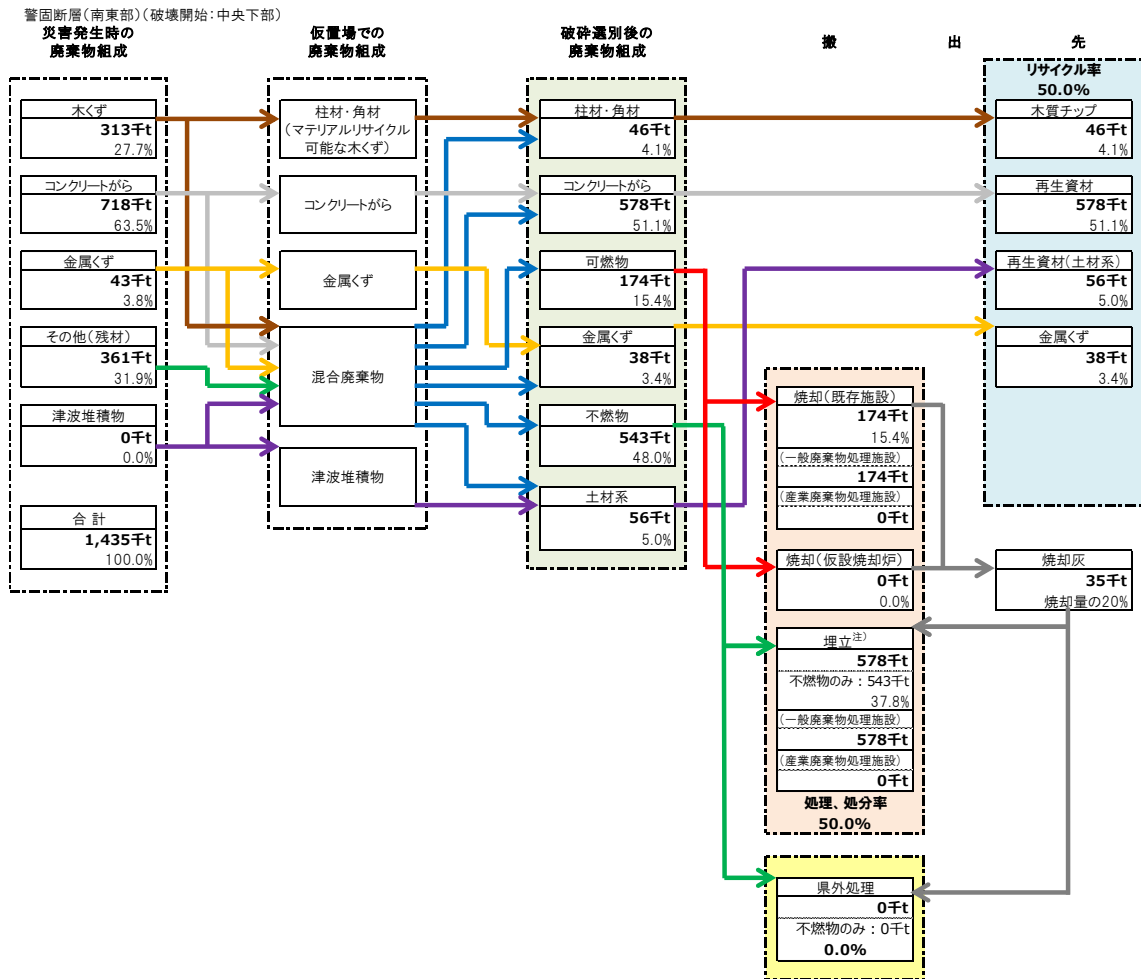 警固断層(南東部)(破壊開始:中央下部)
災害発生時の
廃棄物組成
仮置場での
廃棄物組成
破砕選別後の
廃棄物組成
搬 出 先
木くず
313千t
27.7%
コンクリートがら
718千t
63.5%
金属くず
43千t
3.8%
その他(残材)
361千t
31.9%
津波堆積物
0千t
0.0%
合計
1,435千t
100.0%
柱材・角材
(マテリアルリサイクル
可能な木くず)
コンクリートがら
金属くず
混合廃棄物
津波堆積物
柱材・角材
46千t
4.1%
コンクリートがら
578千t
51.1%
可燃物
174千t
15.4%
金属くず
38千t
3.4%
不燃物
543千t
48.0%
土材系
56千t
5.0%
焼却(既存施設)
174千t
15.4%
(一般廃棄物処理施設)
174千t
(産業廃棄物処理施設)
0千t
焼却(仮設焼却炉)
0千t
0.0%
埋立注)
578千t
不燃物のみ:543千t
37.8%
(一般廃棄物処理施設)
578千t
(産業廃棄物処理施設)
0千t
処理、処分率
50.0%
県外処理
0千t
不燃物のみ:0千t
0.0%
リサイクル率
50.0%
木質チップ
46千t
4.1%
再生資材
578千t
51.1%
再生資材(土材系)
56千t
5.0%
金属くず
38千t
3.4%
焼却灰
35千t
焼却量の20%